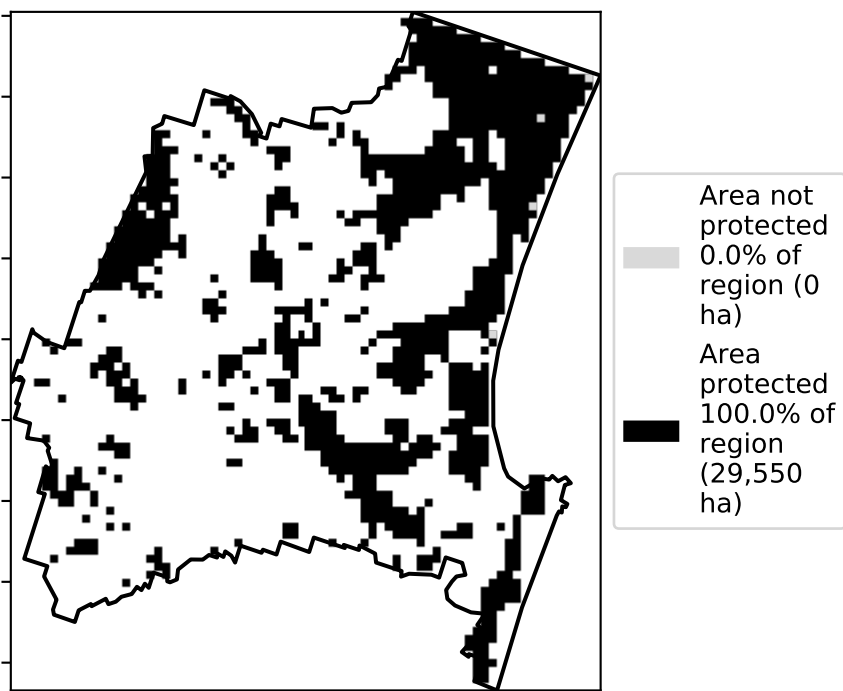 Area not
protected
0.0% of
region (0
ha)
Area
protected
100.0% of
region
(29,550
ha)